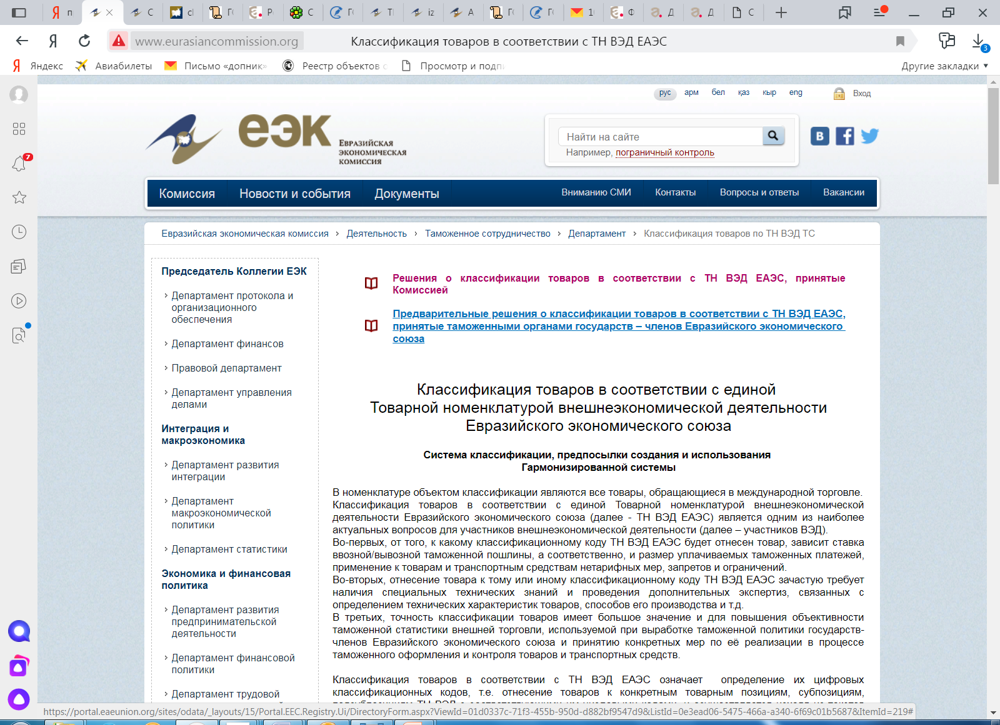 Я п
С
cl
ГО
Р
С
ГО
ТІ
iz
А
ГО
ГО
1
Ф
Д
Д
С
Я
www.eurasiancommission.org
Классификация товаров в соответствии с ТН ВЭД ЕАЭС
3
Я Яндекс
Авиабилеты
Письмо «допник»
Реестр объектов с
Просмотр и подп
Другие закладки
7
рус арм бел қаз кыр eng
Вход
еэк
Евразийская
экономическая
комиссия
Найти на сайте
Например, пограничный контроль
Комиссия Новости и события Документы
Вниманию СМИ Контакты Вопросы и ответы Вакансии
Евразийская экономическая комиссия › Деятельность › Таможенное сотрудничество › Департамент › Классификация товаров по ТН ВЭД ТС
Председатель Коллегии ЕЭК
Департамент протокола и
организационного
обеспечения
Департамент финансов
Правовой департамент
Департамент управления
делами
Интеграция и
макроэкономика
Департамент развития
интеграции
Департамент
макроэкономической
политики
Департамент статистики
Экономика и финансовая
политика
Департамент развития
предпринимательской
деятельности
Департамент финансовой
политики
Департамент трудовой
Решения о классификации товаров в соответствии с ТН ВЭД ЕАЭС, принятые
Комиссией
Предварительные решения о классификации товаров в соответствии с ТН ВЭД ЕАЭС,
принятые таможенными органами государств – членов Евразийского экономического
союза
Классификация товаров в соответствии с единой
Товарной номенклатурой внешнеэкономической деятельности
Евразийского экономического союза
Система классификации, предпосылки создания и использования
Гармонизированной системы
В номенклатуре объектом классификации являются все товары, обращающиеся в международной торговле.
Классификация товаров в соответствии с единой Товарной номенклатурой внешнеэкономической
деятельности Евразийского экономического союза (далее - ТН ВЭД ЕАЭС) является одним из наиболее
актуальных вопросов для участников внешнеэкономической деятельности (далее – участников ВЭД).
Во-первых, от того, к какому классификационному коду ТН ВЭД ЕАЭС будет отнесен товар, зависит ставка
ввозной/вывозной таможенной пошлины, а соответственно, и размер уплачиваемых таможенных платежей,
применение к товарам и транспортным средствам нетарифных мер, запретов и ограничений.
Во-вторых, отнесение товара к тому или иному классификационному коду ТН ВЭД ЕАЭС зачастую требует
наличия специальных технических знаний и проведения дополнительных экспертиз, связанных с
определением технических характеристик товаров, способов его производства и т.д.
В третьих, точность классификации товаров имеет большое значение и для повышения объективности
таможенной статистики внешней торговли, используемой при выработке таможенной политики государств-
членов Евразийского экономического союза и принятию конкретных мер по её реализации в процессе
таможенного оформления и контроля товаров и транспортных средств.
Классификация товаров в соответствии с ТН ВЭД ЕАЭС означает определение их цифровых
классификационных кодов, т.е. отнесение товаров к конкретным товарным позициям, субпозициям,
https://portal.eaeunion.org/sites/odata/_layouts/15/Portal.EEC.Registry.Ui/DirectoryForm.aspx?ViewId=01d0337c-71f3-455b-950d-d882bf9547d9&ListId=0e3ead06-5475-466a-a340-6f69c01b5687&ItemId=219#